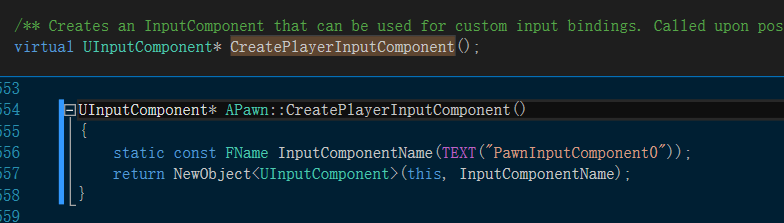 /** Creates an InputComponent that can be used for custom input bindings. Called upon pos
virtual UInputComponent* CreatePlayerInputComponent();
553
554 UInputComponent* APawn::CreatePlayerInputComponent()
555 {
556 static const FName InputComponentName(TEXT("PawnInputComponent0"));
557 return NewObject<UInputComponent>(this, InputComponentName);
558 }
559